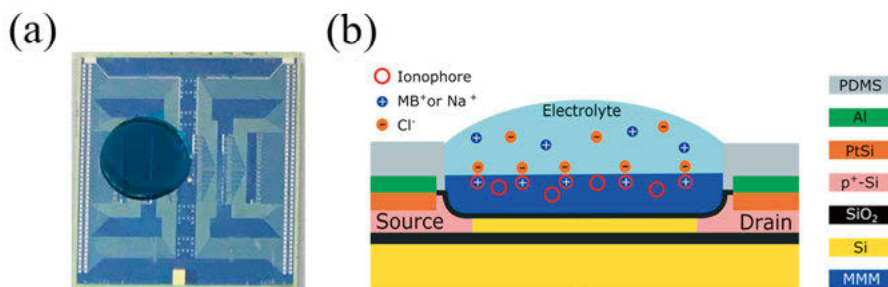 (a)
(b)
Ionophore
MB⁺or Na ⁺
Cl⁻
Electrolyte
Source
Drain
PDMS
Al
PtSi
p⁺-Si
SiO₂
Si
MMM